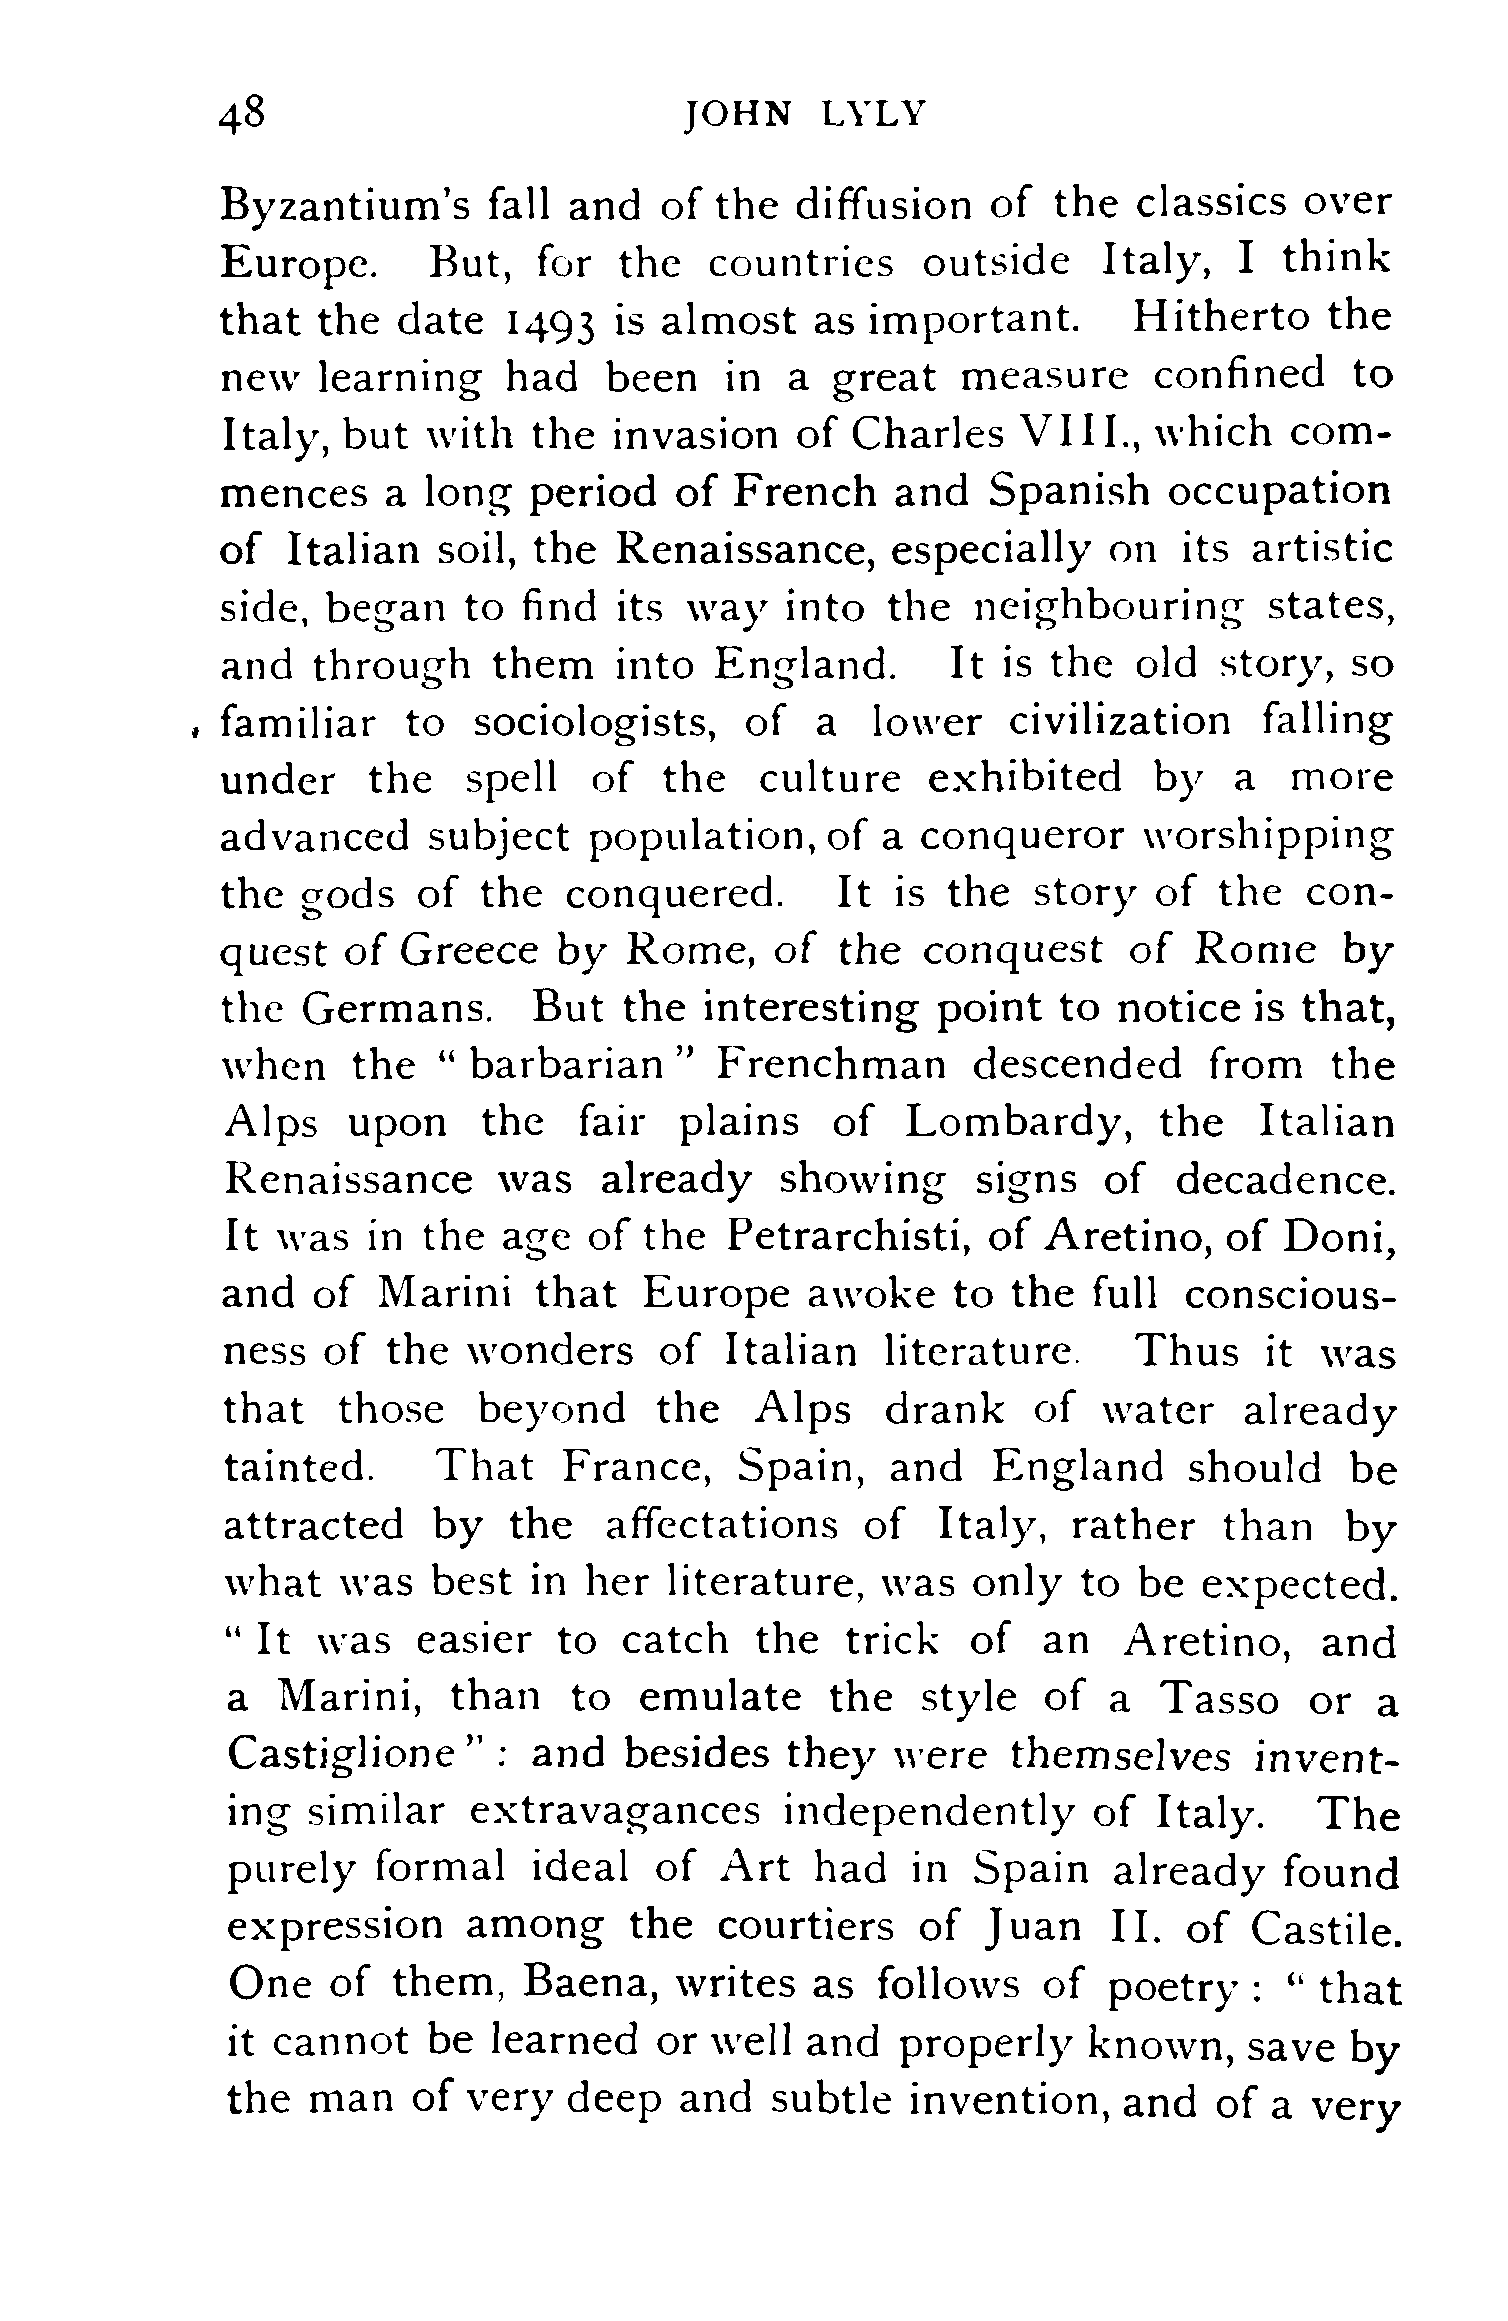 48 JOHN LYLY
Byzantium's fall and of the diffusion of the classics over
Europe. But, for the countries outside Italy, I think
that the date 1493 is almost as important. Hitherto the
new learning had been in a great measure confined to
Italy, but with the invasion of Charles VIII., which com-
mences a long period of French and Spanish occupation
of Italian soil, the Renaissance, especially on its artistic
side, began to find its way into the neighbouring states,
and through them into England. It is the old story, so
familiar to sociologists, of a lower civilization falling
under the spell of the culture exhibited by a more
advanced subject population, of a conqueror worshipping
the gods of the conquered. It is the story of the con-
quest of Greece by Rome, of the conquest of Rome by
the Germans. But the interesting point to notice is that,
when the " barbarian " Frenchman descended from the
Alps upon the fair plains of Lombardy, the Italian
Renaissance was already showing signs of decadence.
It was in the age of the Petrarchisti, of Aretino, of Doni,
and of Marini that Europe awoke to the full conscious-
ness of the wonders of Italian literature. Thus it was
that those beyond the Alps drank of water already
tainted. That France, Spain, and England should be
attracted by the affectations of Italy, rather than by
what was best in her literature, was only to be expected.
" It was easier to catch the trick of an Aretino, and
a Marini, than to emulate the style of a Tasso or a
Castiglione " : and besides they were themselves invent-
ing similar extravagances independently of Italy. The
purely formal ideal of Art had in Spain already found
expression among the courtiers of Juan II. of Castile.
One of them, Baena, writes as follows of poetry : " that
it cannot be learned or well and properly known, save by
the man of very deep and subtle invention, and of a very